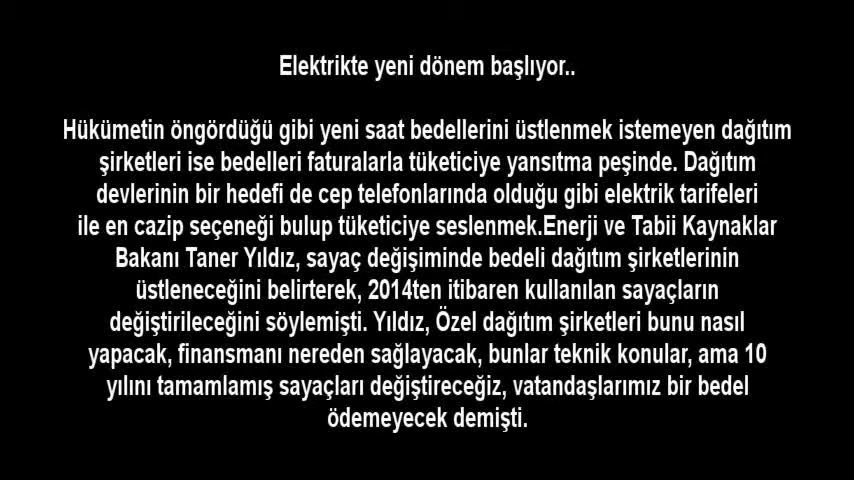 Elektrikte yeni dönem başlıyor..
Hükümetin öngördüğü gibi yeni saat bedellerini üstlenmek istemeyen dağıtım
şirketleri ise bedelleri faturalarla tüketiciye yansıtma peşinde. Dağıtım
devlerinin bir hedefi de cep telefonlarında olduğu gibi elektrik tarifeleri
ile en cazip seçeneği bulup tüketiciye seslenmek.Enerji ve Tabii Kaynaklar
Bakanı Taner Yıldız, sayaç değişiminde bedeli dağıtım şirketlerinin
üstleneceğini belirterek, 2014ten itibaren kullanılan sayaçların
değiştirileceğini söylemişti. Yıldız, Özel dağıtım şirketleri bunu nasıl
yapacak, finansmanı nereden sağlayacak, bunlar teknik konular, ama 10
yılını tamamlamış sayaçları değiştireceğiz, vatandaşlarımız bir bedel
ödemeyecek demişti.